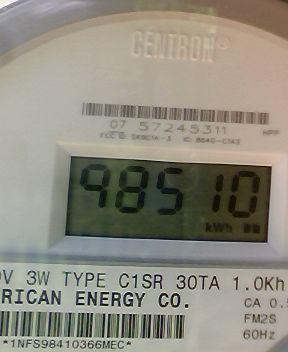 CENTRON®
07 57245311
HPP
98510
kWh
V 3W TYPE C1SR 30TA 1.0Kh
RICAN ENERGY CO.
CA 0.5
FM2S
60Hz
*1NFS98410366MEC*